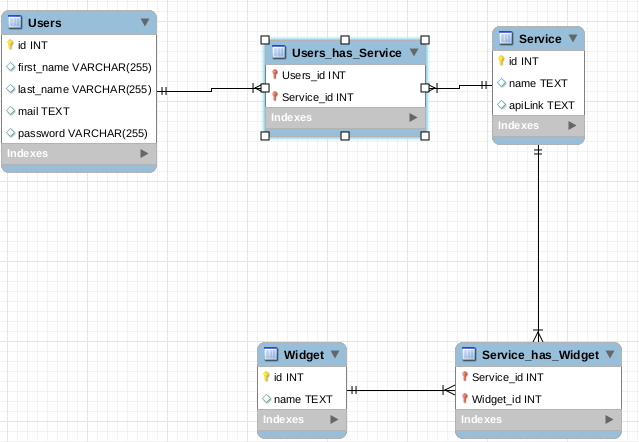 Users
id INT
first_name VARCHAR(255)
last_name VARCHAR(255)
mail TEXT
password VARCHAR(255)
Indexes
Users_has_Service
Users_id INT
Service_id INT
Indexes
Service
id INT
name TEXT
apiLink TEXT
Indexes
Widget
id INT
name TEXT
Indexes
Service_has_Widget
Service_id INT
Widget_id INT
Indexes